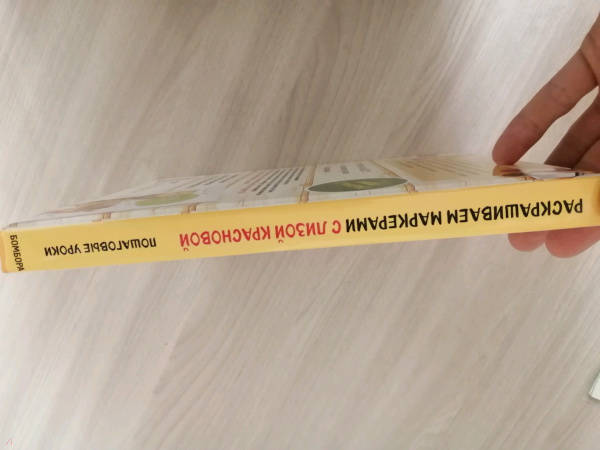 РАСКРАШИВАЕМ МАРКЕРАМИ С ЛИЗОЙ КРАСНОВОЙ
ПОШАГОВЫЕ УРОКИ
БОМБОРА